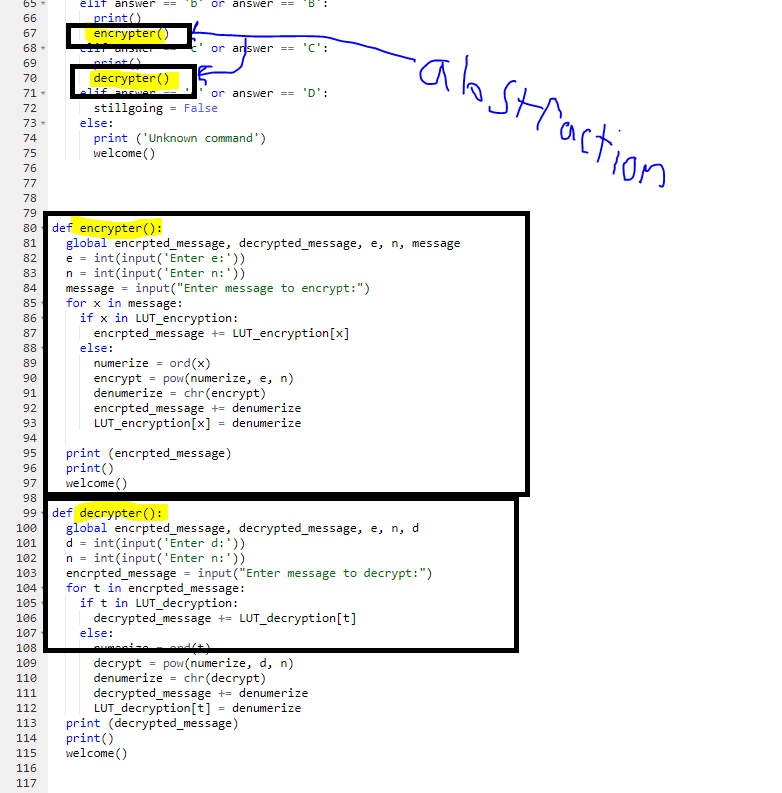 65 elif answer == 'b' or answer == 'B':
66 print()
67 encrypter()
68 elif answer == 'c' or answer == 'C':
69 print()
70 decrypter()
71 elif answer == or answer == 'D':
72 stillgoing = False
73 else:
74 print ('Unknown command')
75 welcome()
76
77
78
79
80 def encrypter():
81 global encrpted_message, decrypted_message, e, n, message
82 e = int(input('Enter e:'))
83 n = int(input('Enter n:'))
84 message = input("Enter message to encrypt:")
85 for x in message:
86 if x in LUT_encryption:
87 encrpted_message += LUT_encryption[x]
88 else:
89 numerize = ord(x)
90 encrypt = pow(numerize, e, n)
91 denumerize = chr(encrypt)
92 encrpted_message += denumerize
93 LUT_encryption[x] = denumerize
94
95 print (encrpted_message)
96 print()
97 welcome()
98
99 def decrypter():
100 global encrpted_message, decrypted_message, e, n, d
101 d = int(input('Enter d:'))
102 n = int(input('Enter n:'))
103 encrpted_message = input("Enter message to decrypt:")
104 for t in encrpted_message:
105 if t in LUT_decryption:
106 decrypted_message += LUT_decryption[t]
107 else:
108 numerize = ord(t)
109 decrypt = pow(numerize, d, n)
110 denumerize = chr(decrypt)
111 decrypted_message += denumerize
112 LUT_decryption[t] = denumerize
113 print (decrypted_message)
114 print()
115 welcome()
116
117
abstraction